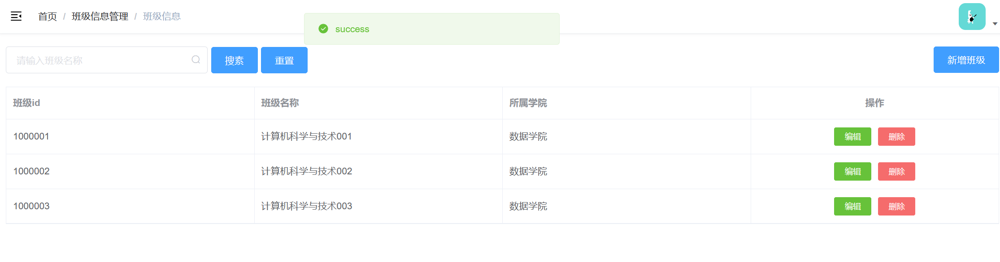 首页 / 班级信息管理 / 班级信息
success
请输入班级名称 搜素 重置 新增班级
班级id 班级名称 所属学院 操作
1000001 计算机科学与技术001 数据学院 编辑 删除
1000002 计算机科学与技术002 数据学院 编辑 删除
1000003 计算机科学与技术003 数据学院 编辑 删除